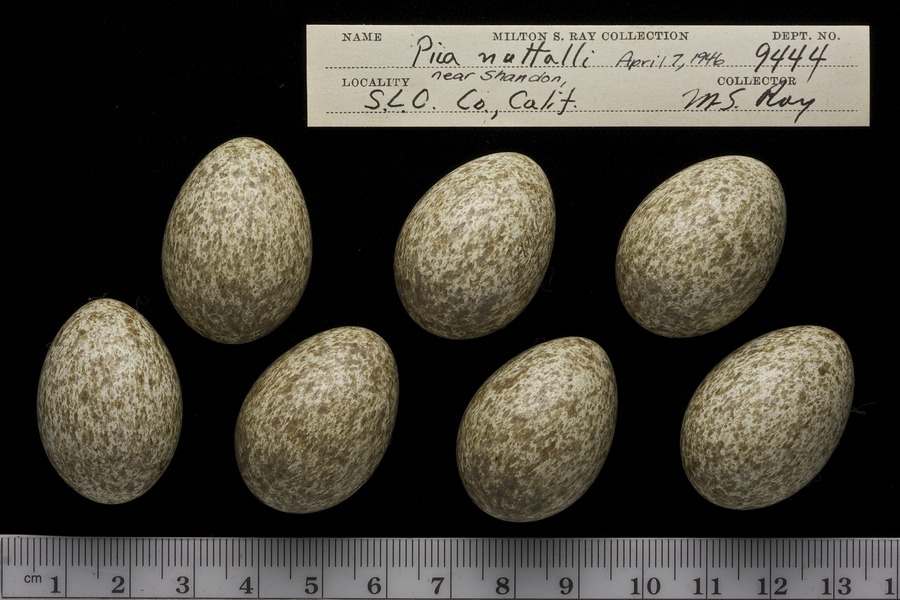 NAME MILTON S. RAY COLLECTION DEPT. NO.
Pica nuttalli April 7, 1946 9444
LOCALITY near Shandon, COLLECTOR
S.L.O. Co., Calif. M.S. Ray
cm 1 2 3 4 5 6 7 8 9 10 11 12 13 1